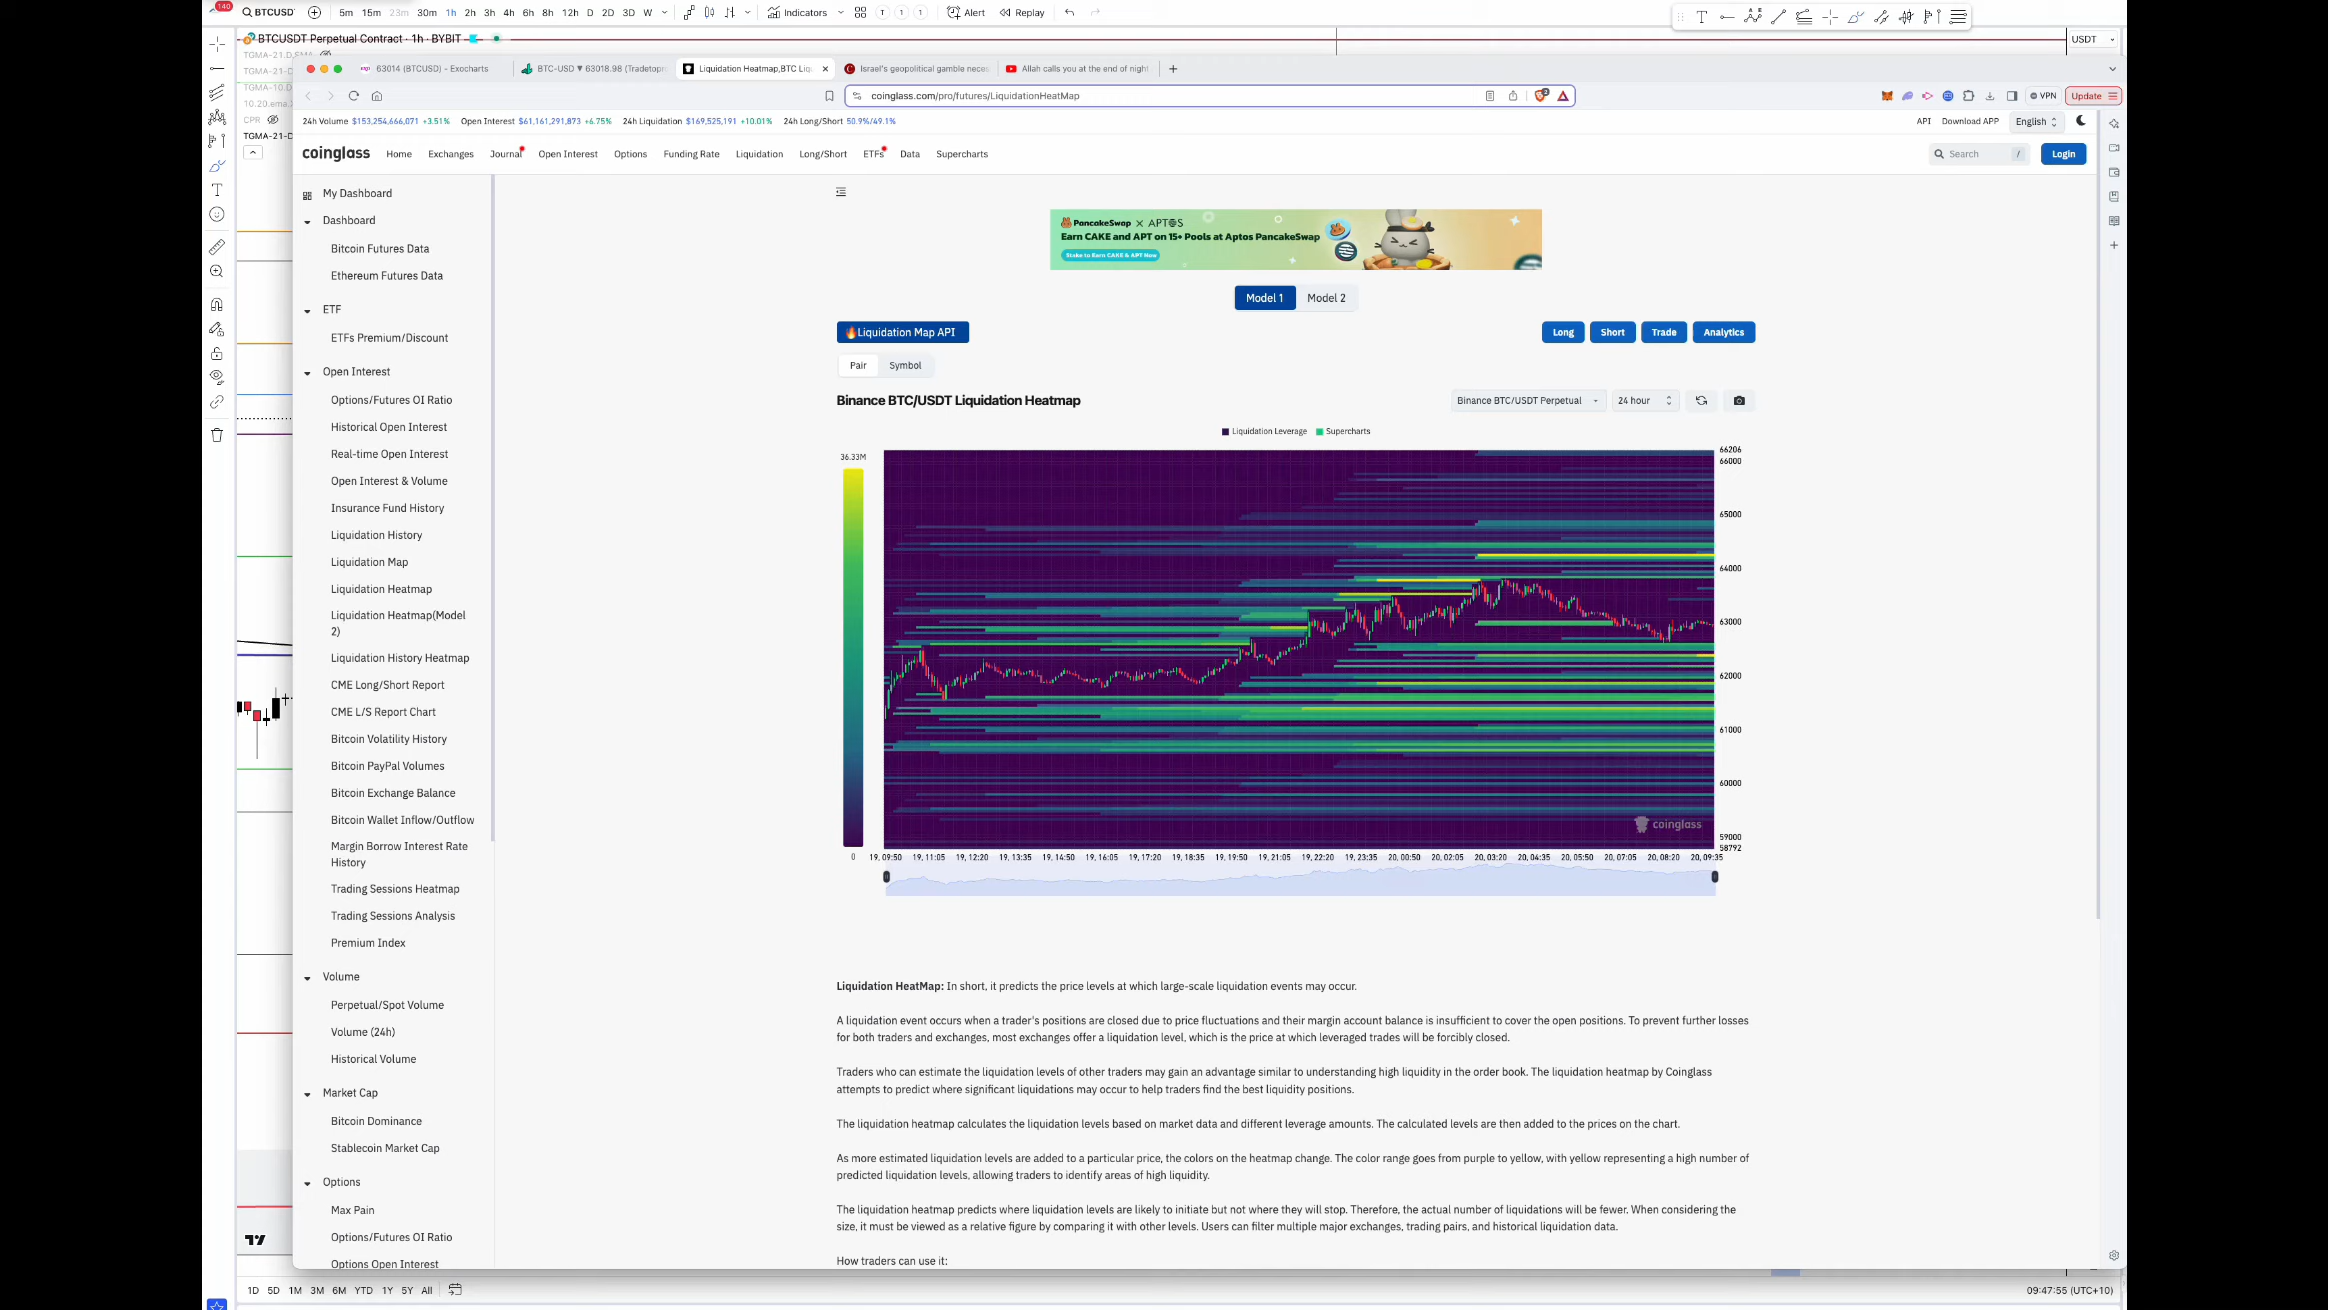 140
BTCUSDT
5m 15m 23m 30m 1h 2h 3h 4h 6h 8h 12h D 2D 3D W
Indicators
Alert
Replay
BTCUSDT Perpetual Contract · 1h · BYBIT
USDT
TGMA-21.D.SMA
TGMA-21-D
TGMA-10.D
10.20.ema.2
CPR
TGMA-21-D
63014 (BTCUSD) - Exocharts
BTC-USD ▼ 63018.98 (Tradetopro
Liquidation Heatmap,BTC Liq
Israel's geopolitical gamble neces
Allah calls you at the end of night
coinglass.com/pro/futures/LiquidationHeatMap
VPN
Update
24h Volume $153,254,666,071 +3.51% Open Interest $61,161,291,873 +6.75% 24h Liquidation $169,525,191 +10.01% 24h Long/Short 50.9%/49.1%
API Download APP English
coinglass Home Exchanges Journal Open Interest Options Funding Rate Liquidation Long/Short ETFs Data Supercharts
Search /
Login
My Dashboard
Dashboard
Bitcoin Futures Data
Ethereum Futures Data
ETF
ETFs Premium/Discount
Open Interest
Options/Futures OI Ratio
Historical Open Interest
Real-time Open Interest
Open Interest & Volume
Insurance Fund History
Liquidation History
Liquidation Map
Liquidation Heatmap
Liquidation Heatmap(Model
2)
Liquidation History Heatmap
CME Long/Short Report
CME L/S Report Chart
Bitcoin Volatility History
Bitcoin PayPal Volumes
Bitcoin Exchange Balance
Bitcoin Wallet Inflow/Outflow
Margin Borrow Interest Rate
History
Trading Sessions Heatmap
Trading Sessions Analysis
Premium Index
Volume
Perpetual/Spot Volume
Volume (24h)
Historical Volume
Market Cap
Bitcoin Dominance
Stablecoin Market Cap
Options
Max Pain
Options/Futures OI Ratio
Options Open Interest
PancakeSwap X APTOS
Earn CAKE and APT on 15+ Pools at Aptos PancakeSwap
Stake to Earn CAKE & APT Now
Model 1 Model 2
Liquidation Map API
Long Short Trade Analytics
Pair Symbol
Binance BTC/USDT Liquidation Heatmap
Binance BTC/USDT Perpetual 24 hour
Liquidation Leverage Supercharts
36.33M
0
66206
66000
65000
64000
63000
62000
61000
60000
59000
58792
coinglass
19, 09:50 19, 11:05 19, 12:20 19, 13:35 19, 14:50 19, 16:05 19, 17:20 19, 18:35 19, 19:50 19, 21:05 19, 22:20 19, 23:35 20, 00:50 20, 02:05 20, 03:20 20, 04:35 20, 05:50 20, 07:05 20, 08:20 20, 09:35
Liquidation HeatMap: In short, it predicts the price levels at which large-scale liquidation events may occur.
A liquidation event occurs when a trader's positions are closed due to price fluctuations and their margin account balance is insufficient to cover the open positions. To prevent further losses
for both traders and exchanges, most exchanges offer a liquidation level, which is the price at which leveraged trades will be forcibly closed.
Traders who can estimate the liquidation levels of other traders may gain an advantage similar to understanding high liquidity in the order book. The liquidation heatmap by Coinglass
attempts to predict where significant liquidations may occur to help traders find the best liquidity positions.
The liquidation heatmap calculates the liquidation levels based on market data and different leverage amounts. The calculated levels are then added to the prices on the chart.
As more estimated liquidation levels are added to a particular price, the colors on the heatmap change. The color range goes from purple to yellow, with yellow representing a high number of
predicted liquidation levels, allowing traders to identify areas of high liquidity.
The liquidation heatmap predicts where liquidation levels are likely to initiate but not where they will stop. Therefore, the actual number of liquidations will be fewer. When considering the
size, it must be viewed as a relative figure by comparing it with other levels. Users can filter multiple major exchanges, trading pairs, and historical liquidation data.
How traders can use it:
1D 5D 1M 3M 6M YTD 1Y 5Y All
09:47:55 (UTC+10)